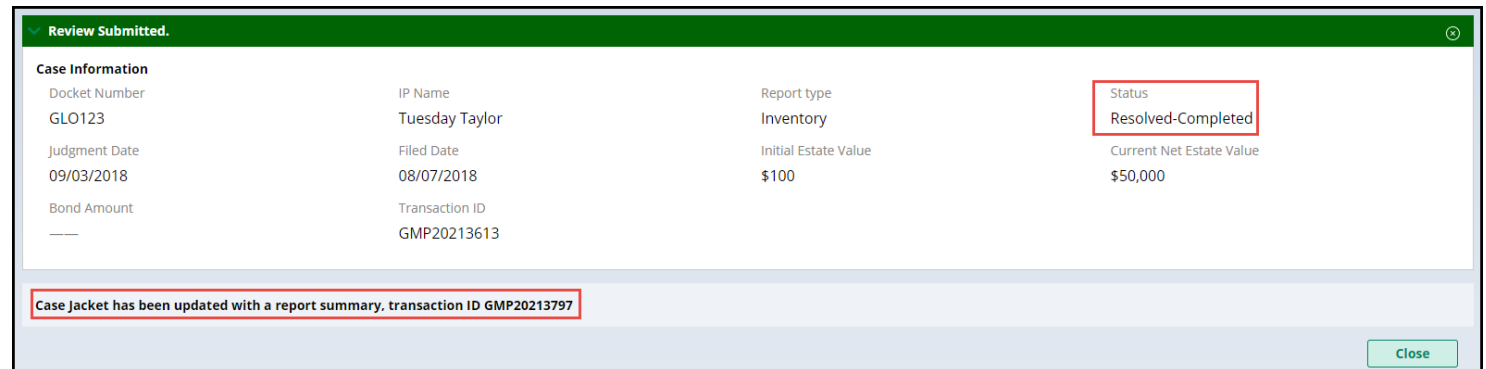 Review Submitted.
Case Information
Docket Number IP Name Report type Status
GLO123 Tuesday Taylor Inventory Resolved-Completed
Judgment Date Filed Date Initial Estate Value Current Net Estate Value
09/03/2018 08/07/2018 $100 $50,000
Bond Amount Transaction ID
—— GMP20213613
Case Jacket has been updated with a report summary, transaction ID GMP20213797
Close